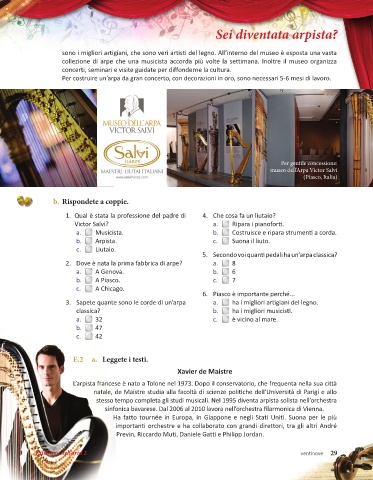 Sei diventata arpista?
sono i migliori artigiani, che sono veri artisti del legno. All'interno del museo è esposta una vasta
collezione di arpe che una musicista accorda più volte la settimana. Inoltre il museo organizza
concerti, seminari e visite guidate per diffonderne la cultura.
Per costruire un'arpa da gran concerto, con decorazioni in oro, sono necessari 5-6 mesi di lavoro.
MUSEO DELL'ARPA
VICTOR SALVI
Salvi
HARPS
MAESTRI LIUTAI ITALIANI
www.salviharps.com
Per gentile concessione:
museo dell'Arpa Victor Salvi
(Piasco, Italia)
b. Rispondete a coppie.
1. Qual è stata la professione del padre di
Victor Salvi?
a. Musicista.
b. Arpista.
c. Liutaio.
2. Dove è nata la prima fabbrica di arpe?
a. A Genova.
b. A Piasco.
c. A Chicago.
3. Sapete quante sono le corde di un'arpa
classica?
a. 32
b. 47
c. 42
4. Che cosa fa un liutaio?
a. Ripara i pianoforti.
b. Costruisce e ripara strumenti a corda.
c. Suona il liuto.
5. Secondo voi quanti pedali ha un'arpa classica?
a. 8
b. 6
c. 7
6. Piasco è importante perché...
a. ha i migliori artigiani del legno.
b. ha i migliori musicisti.
c. è vicino al mare.
E.2 a. Leggete i testi.
Xavier de Maistre
L'arpista francese è nato a Tolone nel 1973. Dopo il conservatorio, che frequenta nella sua città
natale, de Maistre studia alla facoltà di scienze politiche dell'Università di Parigi e allo
stesso tempo completa gli studi musicali. Nel 1995 diventa arpista solista nell'orchestra
sinfonica bavarese. Dal 2006 al 2010 lavora nell'orchestra filarmonica di Vienna.
Ha fatto tournée in Europa, in Giappone e negli Stati Uniti. Suona per le più
importanti orchestre e ha collaborato con grandi direttori, tra gli altri André
Previn, Riccardo Muti, Daniele Gatti e Philipp Jordan.
ventinove 29